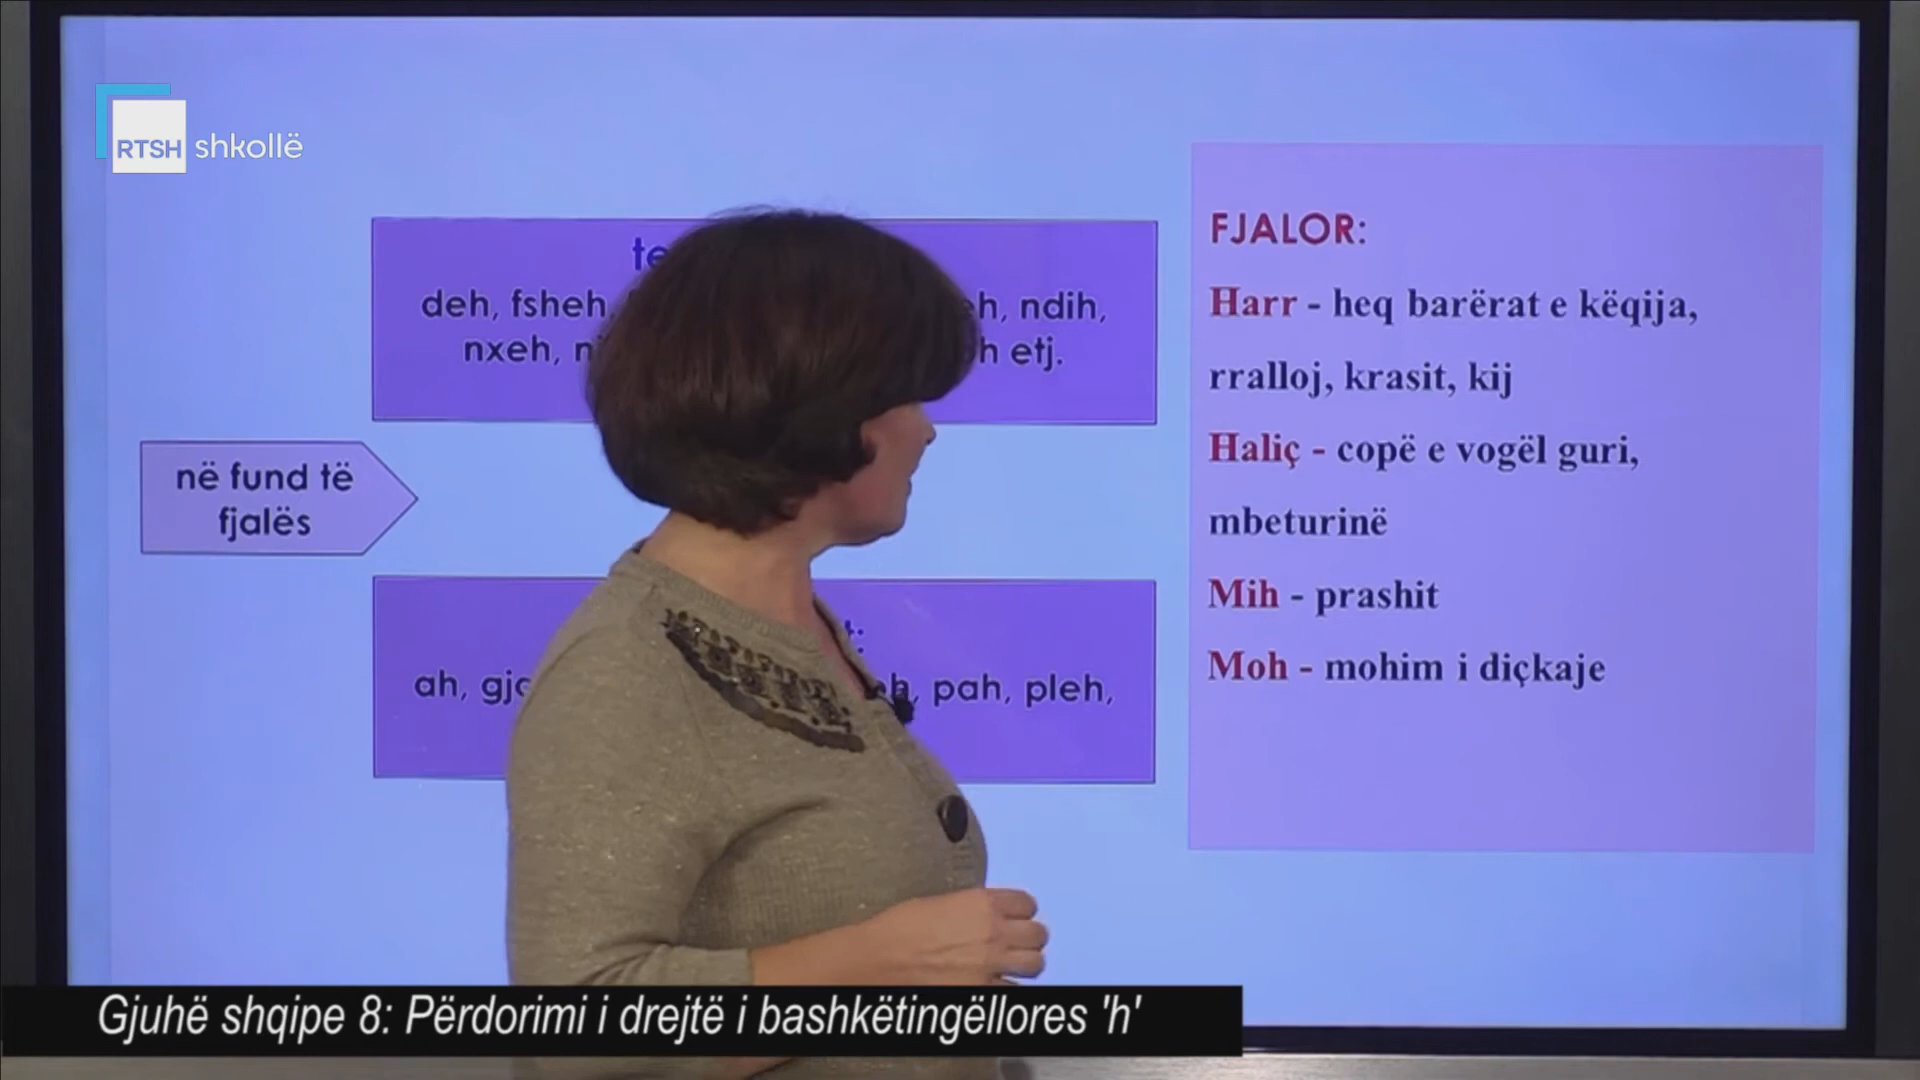 RTSH shkollë
deh, fsheh, ndih,
nxeh, etj.
në fund të
fjalës
ah, pah, pleh,
FJALOR:
Harr - heq barërat e këqija,
rralloj, krasit, kij
Haliç - copë e vogël guri,
mbeturinë
Mih - prashit
Moh - mohim i diçkaje
Gjuhë shqipe 8: Përdorimi i drejtë i bashkëtingëllores 'h'